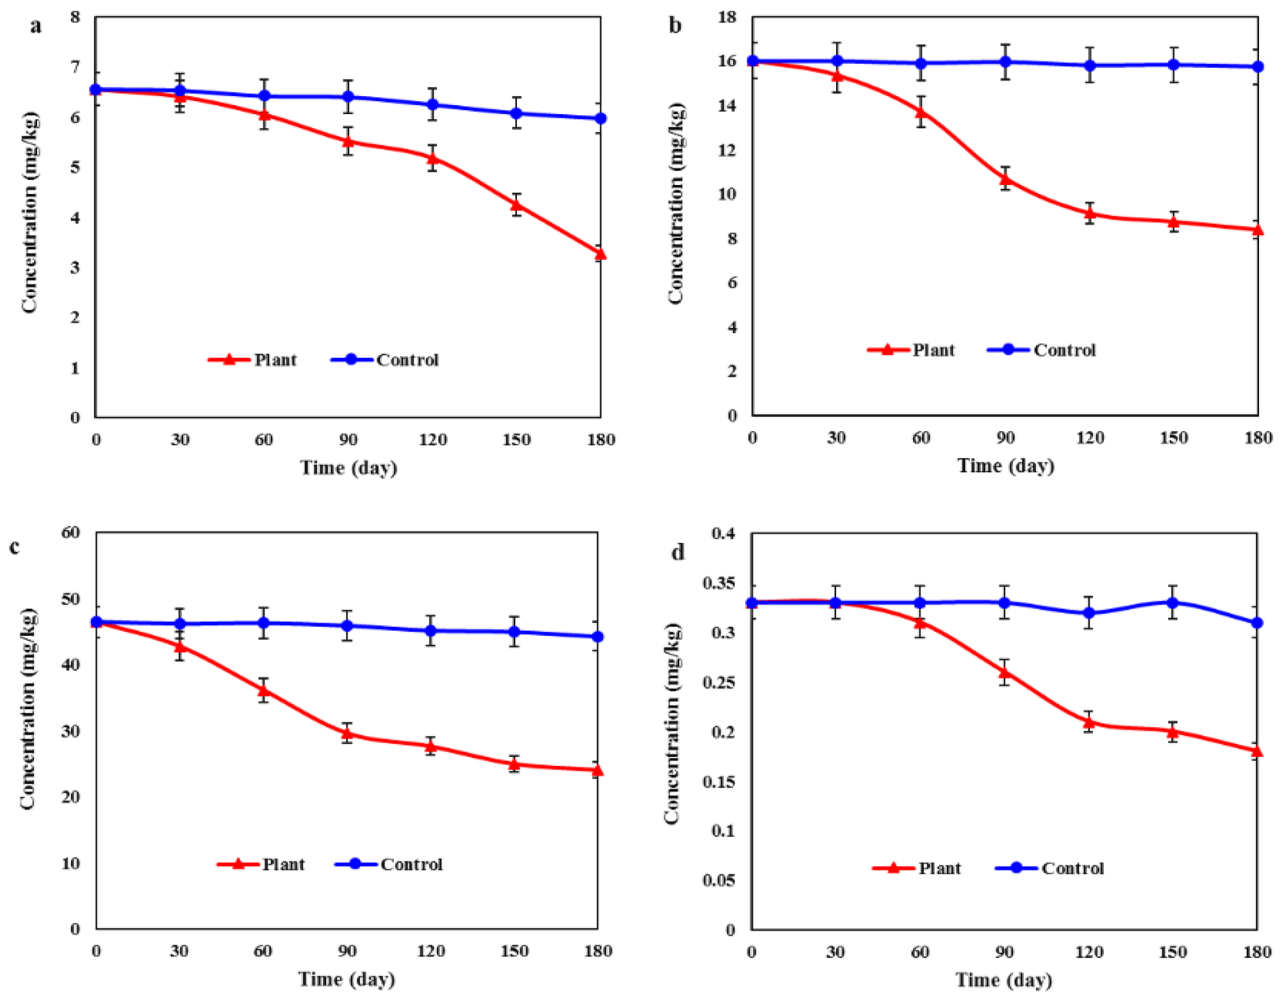 a
8
7
6
5
4
3
2
1
0
Concentration (mg/kg)
Plant Control
0 30 60 90 120 150 180
Time (day)
b
18
16
14
12
10
8
6
4
2
0
Concentration (mg/kg)
Plant Control
0 30 60 90 120 150 180
Time (day)
c
60
50
40
30
20
10
0
Concentration (mg/kg)
Plant Control
0 30 60 90 120 150 180
Time (day)
d
0.4
0.35
0.3
0.25
0.2
0.15
0.1
0.05
0
Concentration (mg/kg)
Plant Control
0 30 60 90 120 150 180
Time (day)